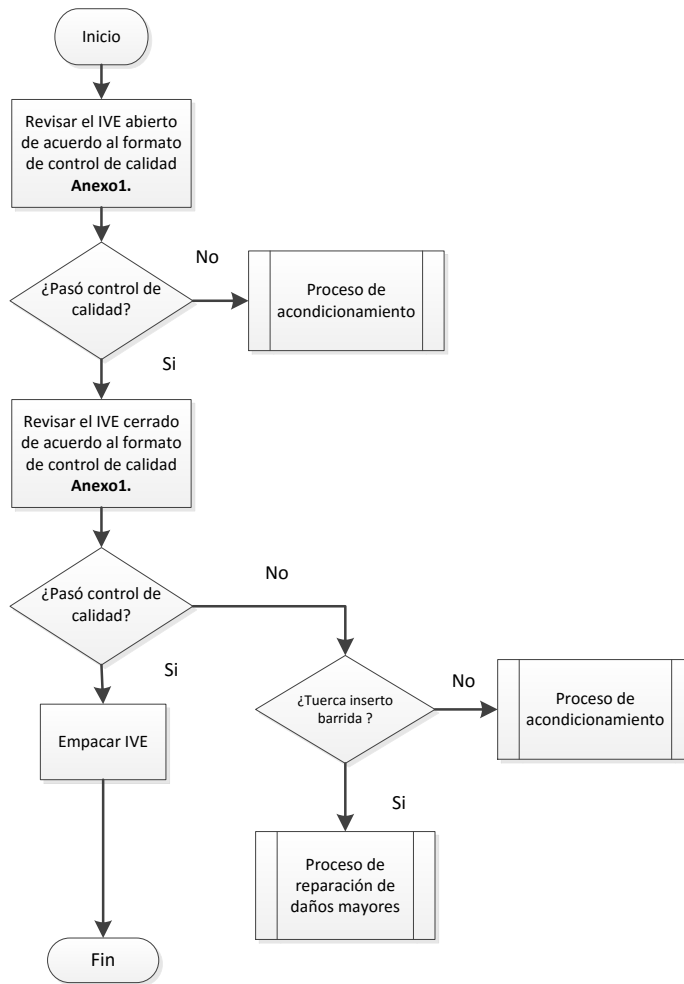 Inicio
Revisar el IVE abierto
de acuerdo al formato
de control de calidad
Anexo1.
¿Pasó control de
calidad?
No
Proceso de
acondicionamiento
Si
Revisar el IVE cerrado
de acuerdo al formato
de control de calidad
Anexo1.
¿Pasó control de
calidad?
No
Si
¿Tuerca inserto
barrida ?
No
Proceso de
acondicionamiento
Empacar IVE
Si
Proceso de
reparación de
daños mayores
Fin